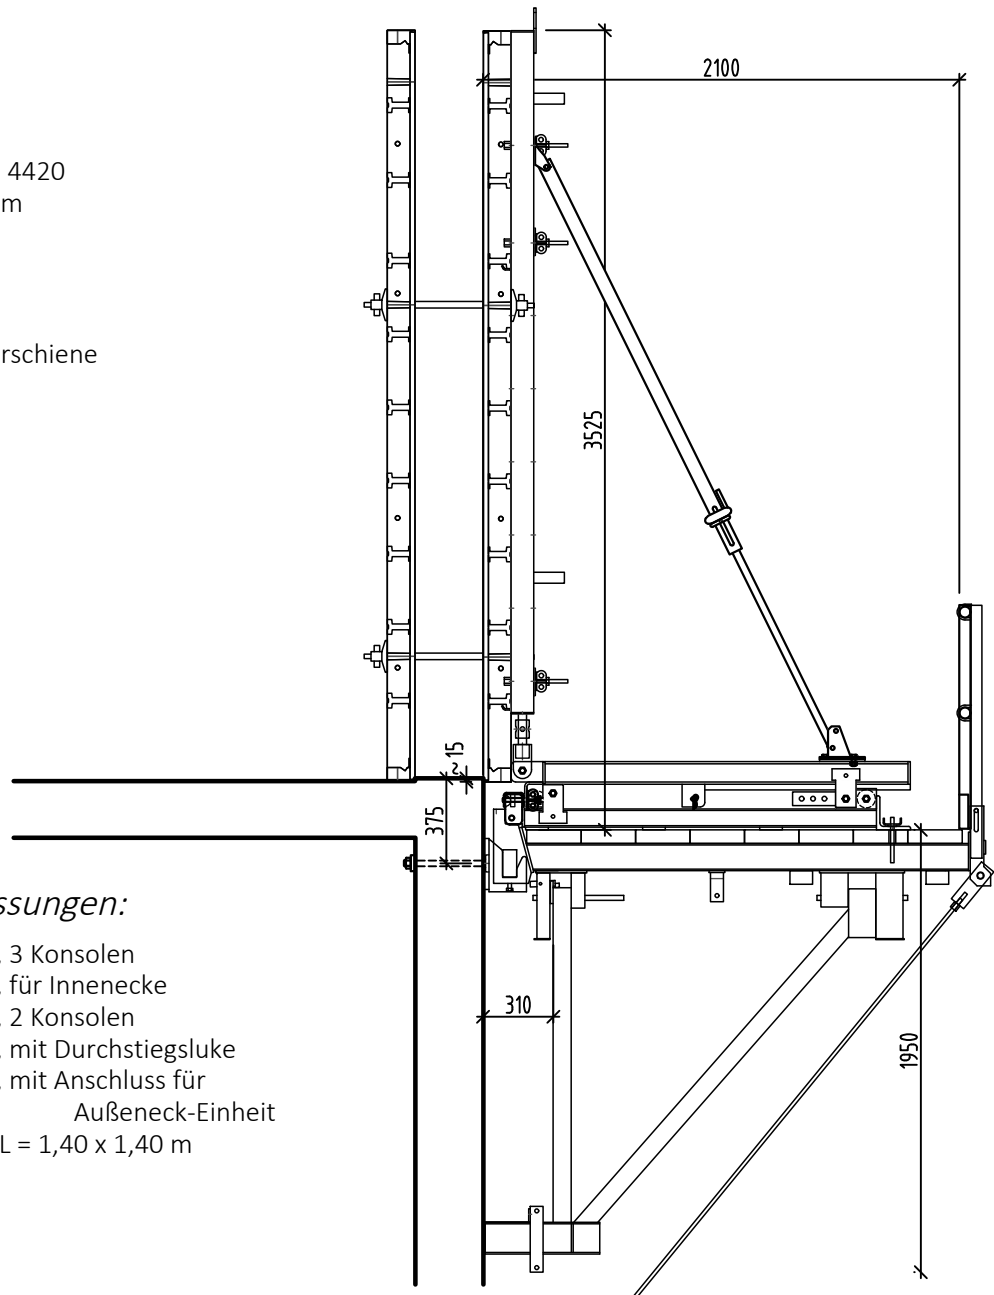 2100
4420
m
rschiene
3525
~15
375
ssungen:
, 3 Konsolen
, für Innenecke
, 2 Konsolen
310
, mit Durchstiegsluke
1950
, mit Anschluss für
Außeneck-Einheit
L = 1,40 x 1,40 m